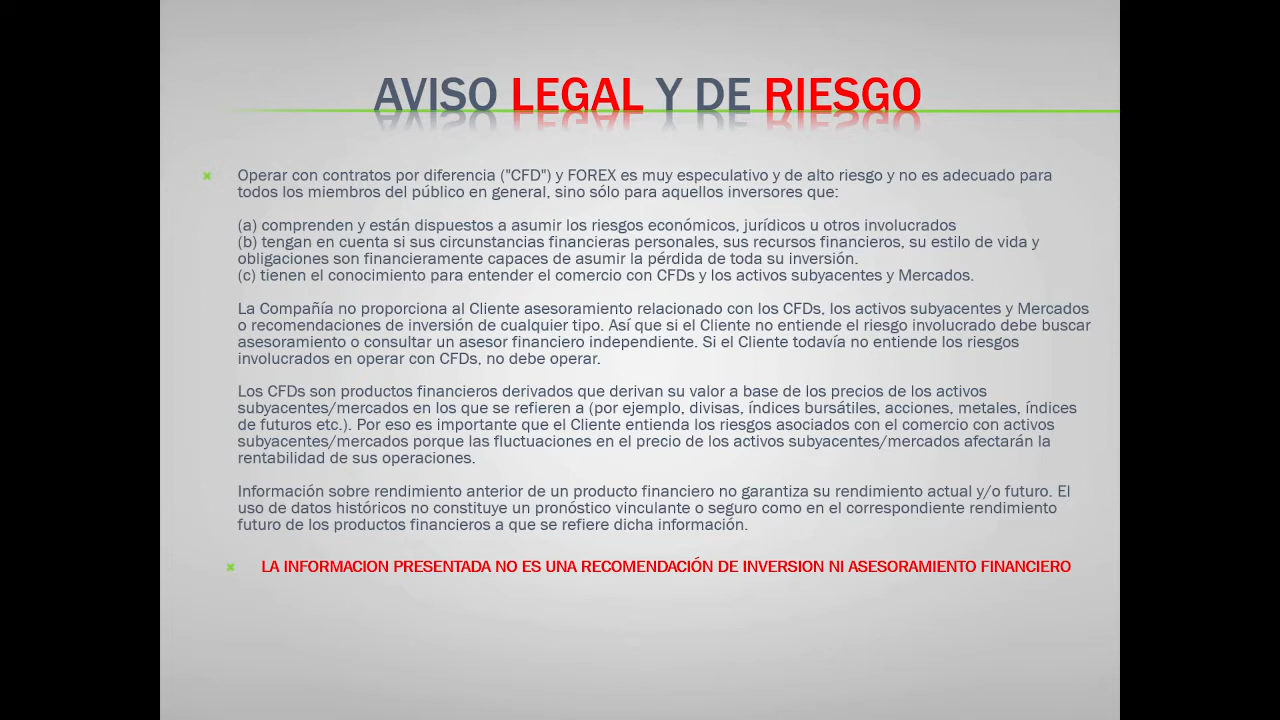 AVISO LEGAL Y DE RIESGO
Operar con contratos por diferencia ("CFD") y FOREX es muy especulativo y de alto riesgo y no es adecuado para
todos los miembros del público en general, sino sólo para aquellos inversores que:
(a) comprenden y están dispuestos a asumir los riesgos económicos, jurídicos u otros involucrados
(b) tengan en cuenta si sus circunstancias financieras personales, sus recursos financieros, su estilo de vida y
obligaciones son financieramente capaces de asumir la pérdida de toda su inversión.
(c) tienen el conocimiento para entender el comercio con CFDs y los activos subyacentes y Mercados.
La Compañía no proporciona al Cliente asesoramiento relacionado con los CFDs, los activos subyacentes y Mercados
o recomendaciones de inversión de cualquier tipo. Así que si el Cliente no entiende el riesgo involucrado debe buscar
asesoramiento o consultar un asesor financiero independiente. Si el Cliente todavía no entiende los riesgos
involucrados en operar con CFDs, no debe operar.
Los CFDs son productos financieros derivados que derivan su valor a base de los precios de los activos
subyacentes/mercados en los que se refieren a (por ejemplo, divisas, índices bursátiles, acciones, metales, índices
de futuros etc.). Por eso es importante que el Cliente entienda los riesgos asociados con el comercio con activos
subyacentes/mercados porque las fluctuaciones en el precio de los activos subyacentes/mercados afectarán la
rentabilidad de sus operaciones.
Información sobre rendimiento anterior de un producto financiero no garantiza su rendimiento actual y/o futuro. El
uso de datos históricos no constituye un pronóstico vinculante o seguro como en el correspondiente rendimiento
futuro de los productos financieros a que se refiere dicha información.
LA INFORMACION PRESENTADA NO ES UNA RECOMENDACIÓN DE INVERSION NI ASESORAMIENTO FINANCIERO